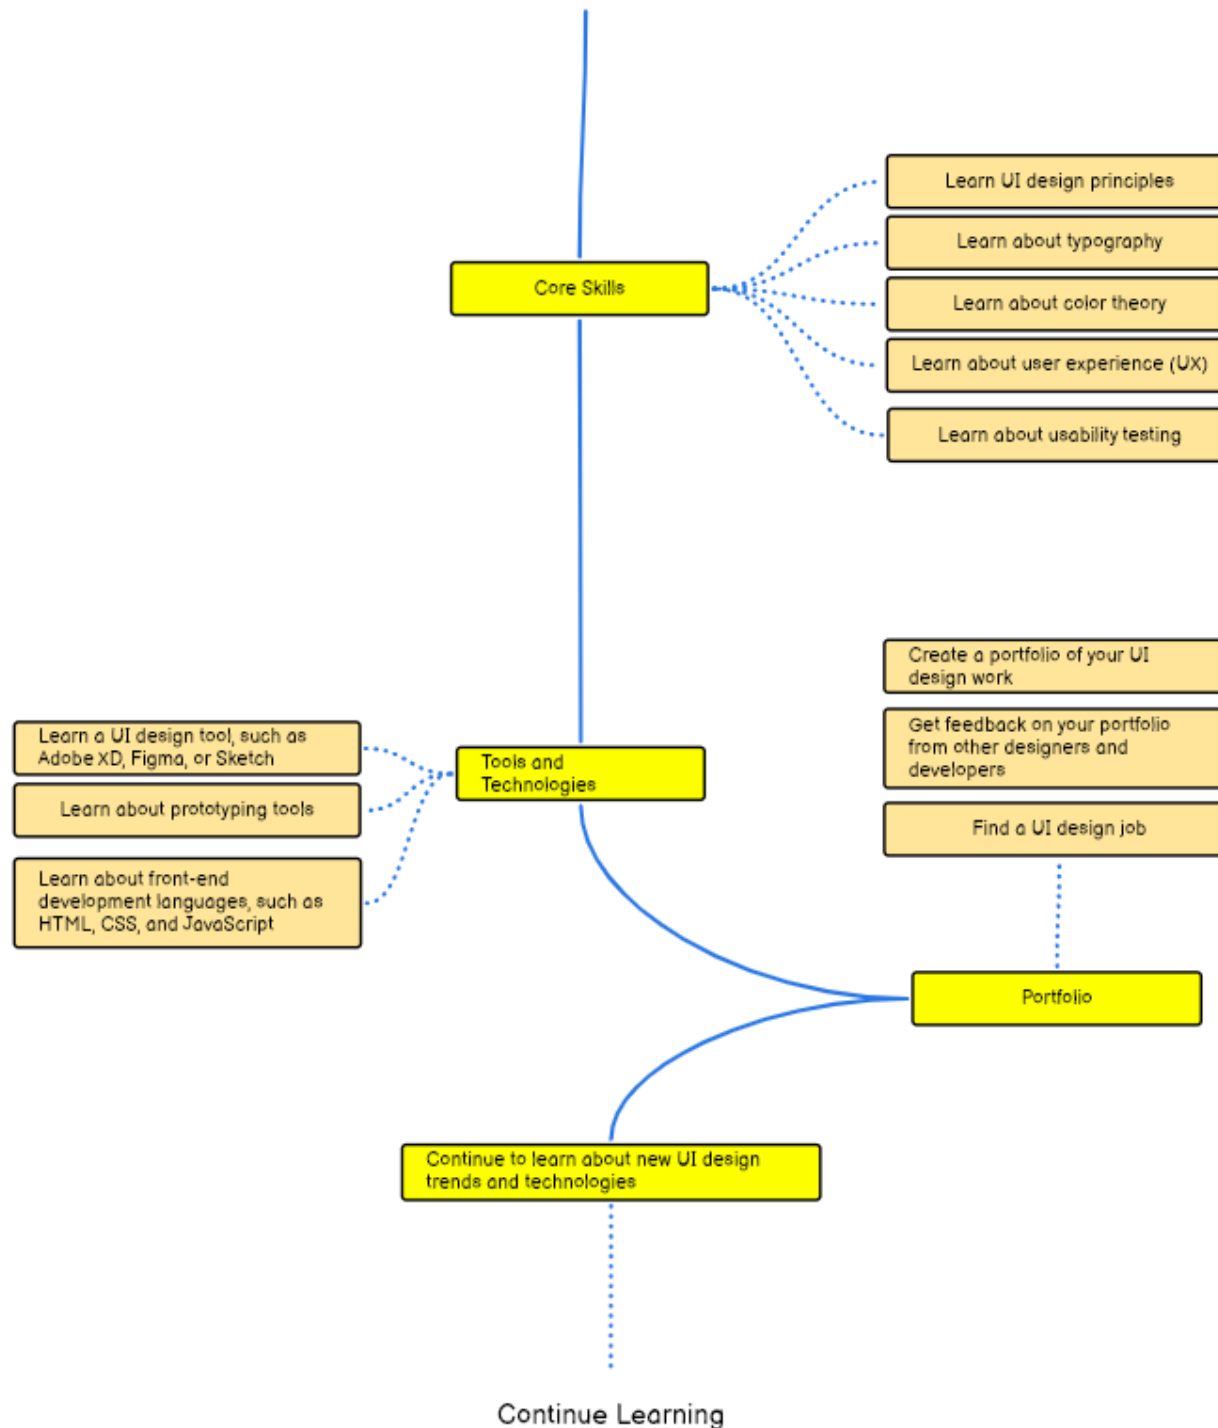 Learn UI design principles
Learn about typography
Core Skills
Learn about color theory
Learn about user experience (UX)
Learn about usability testing
Create a portfolio of your UI
design work
Get feedback on your portfolio
from other designers and
developers
Find a UI design job
Learn a UI design tool, such as
Adobe XD, Figma, or Sketch
Learn about prototyping tools
Learn about front-end
development languages, such as
HTML, CSS, and JavaScript
Tools and
Technologies
Portfolio
Continue to learn about new UI design
trends and technologies
Continue Learning